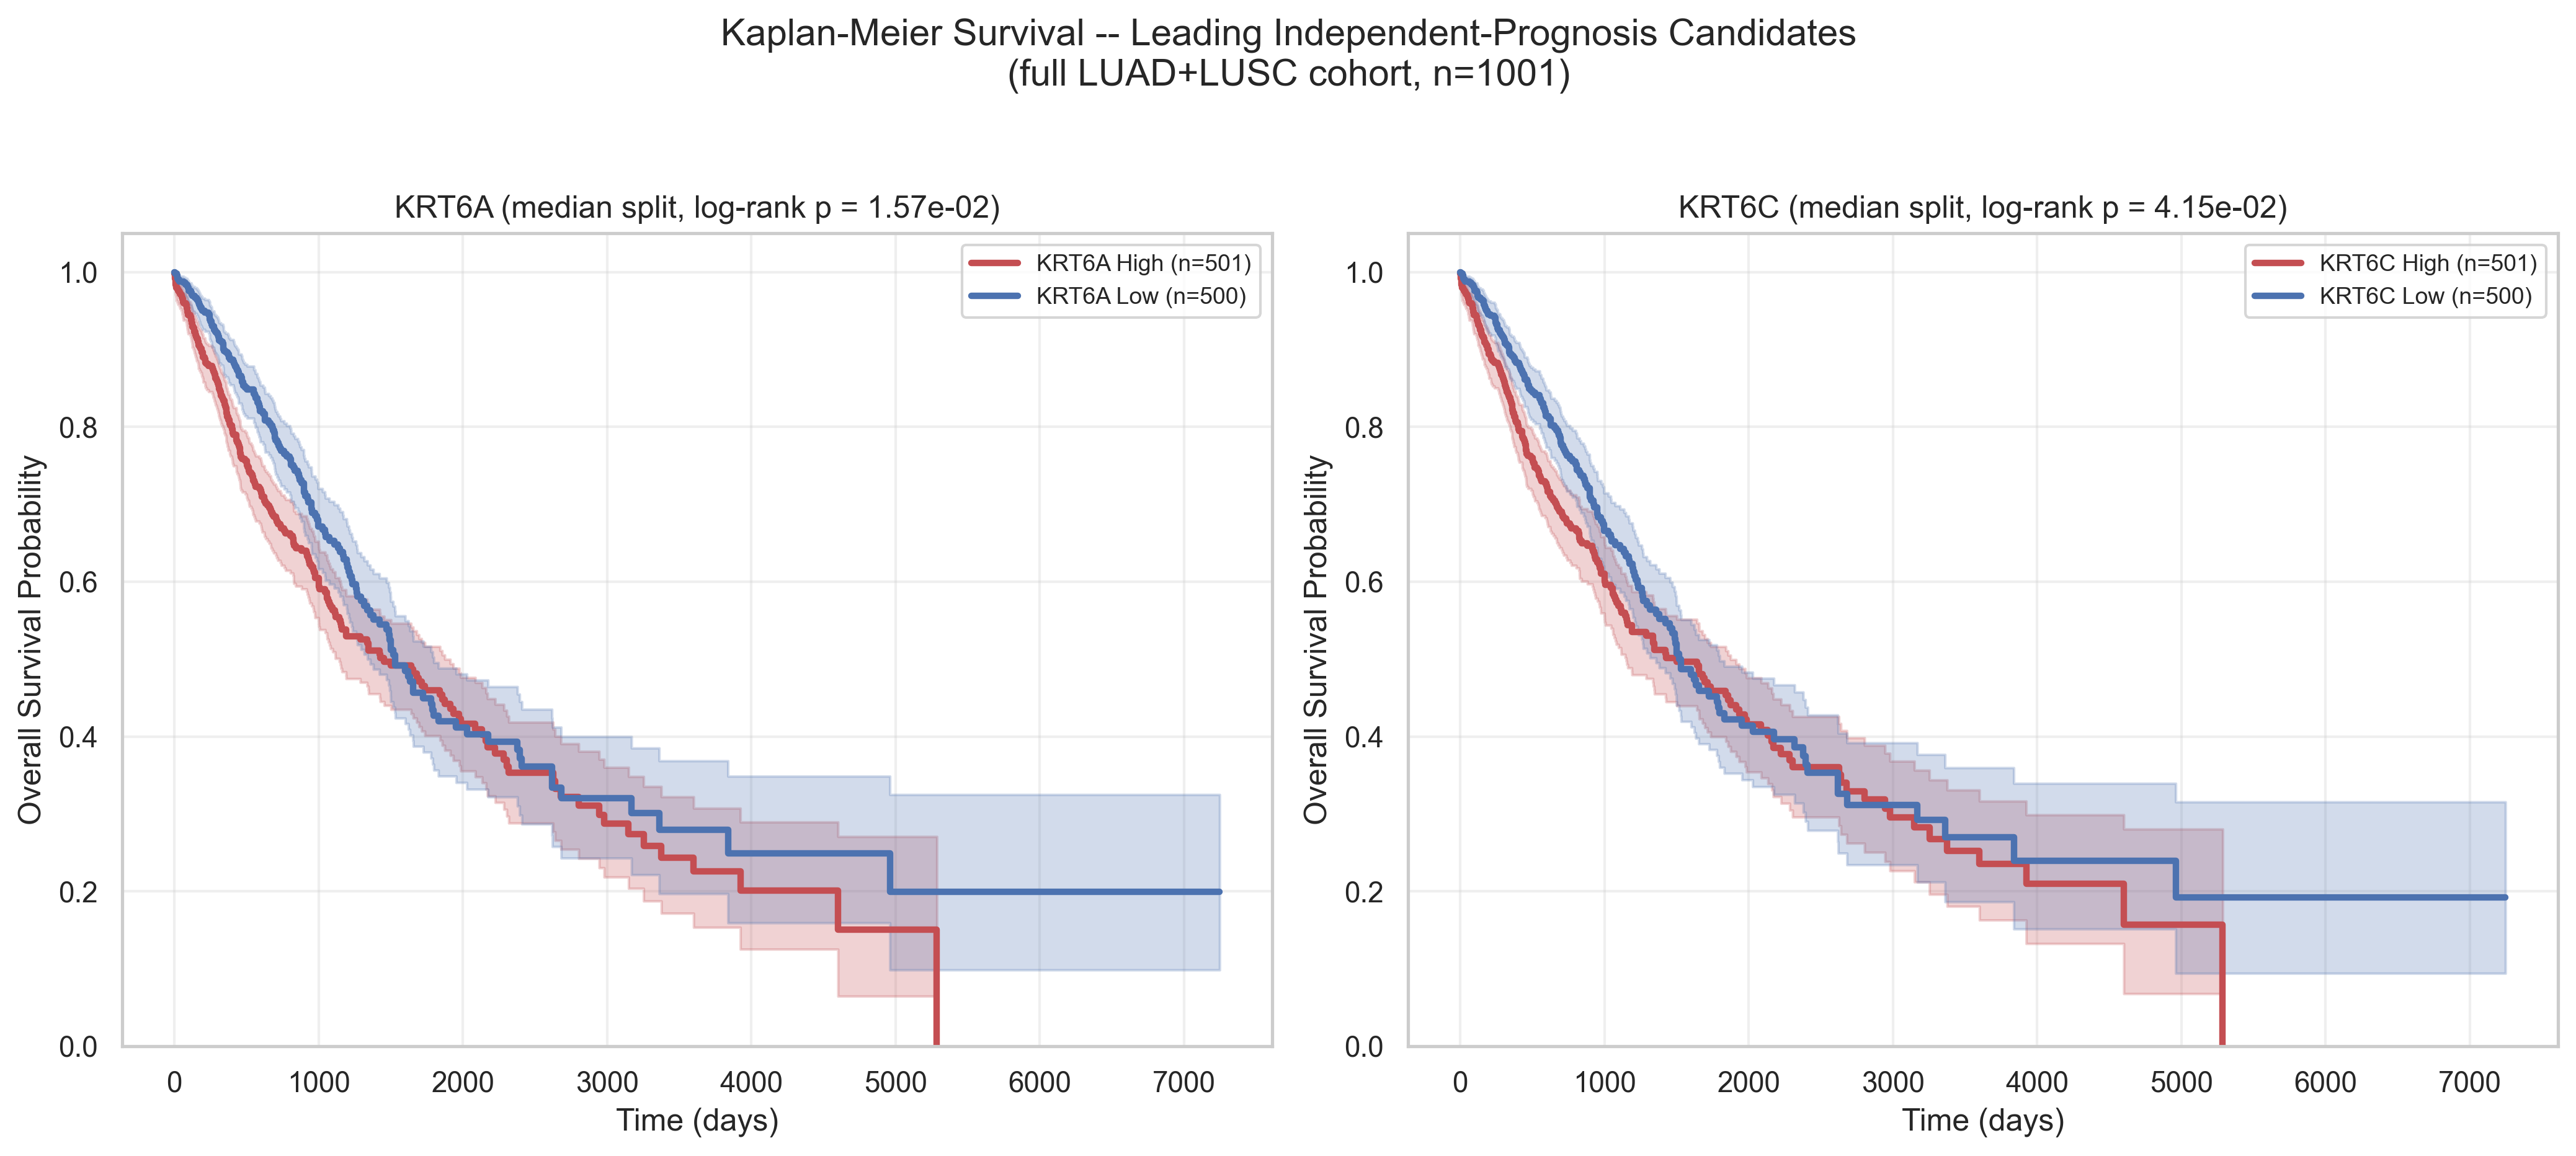 Kaplan-Meier Survival -- Leading Independent-Prognosis Candidates
(full LUAD+LUSC cohort, n=1001)
KRT6A (median split, log-rank p = 1.57e-02)
KRT6A High (n=501)
KRT6A Low (n=500)
Overall Survival Probability
1.0
0.8
0.6
0.4
0.2
0.0
0 1000 2000 3000 4000 5000 6000 7000
Time (days)
KRT6C (median split, log-rank p = 4.15e-02)
KRT6C High (n=501)
KRT6C Low (n=500)
Overall Survival Probability
1.0
0.8
0.6
0.4
0.2
0.0
0 1000 2000 3000 4000 5000 6000 7000
Time (days)